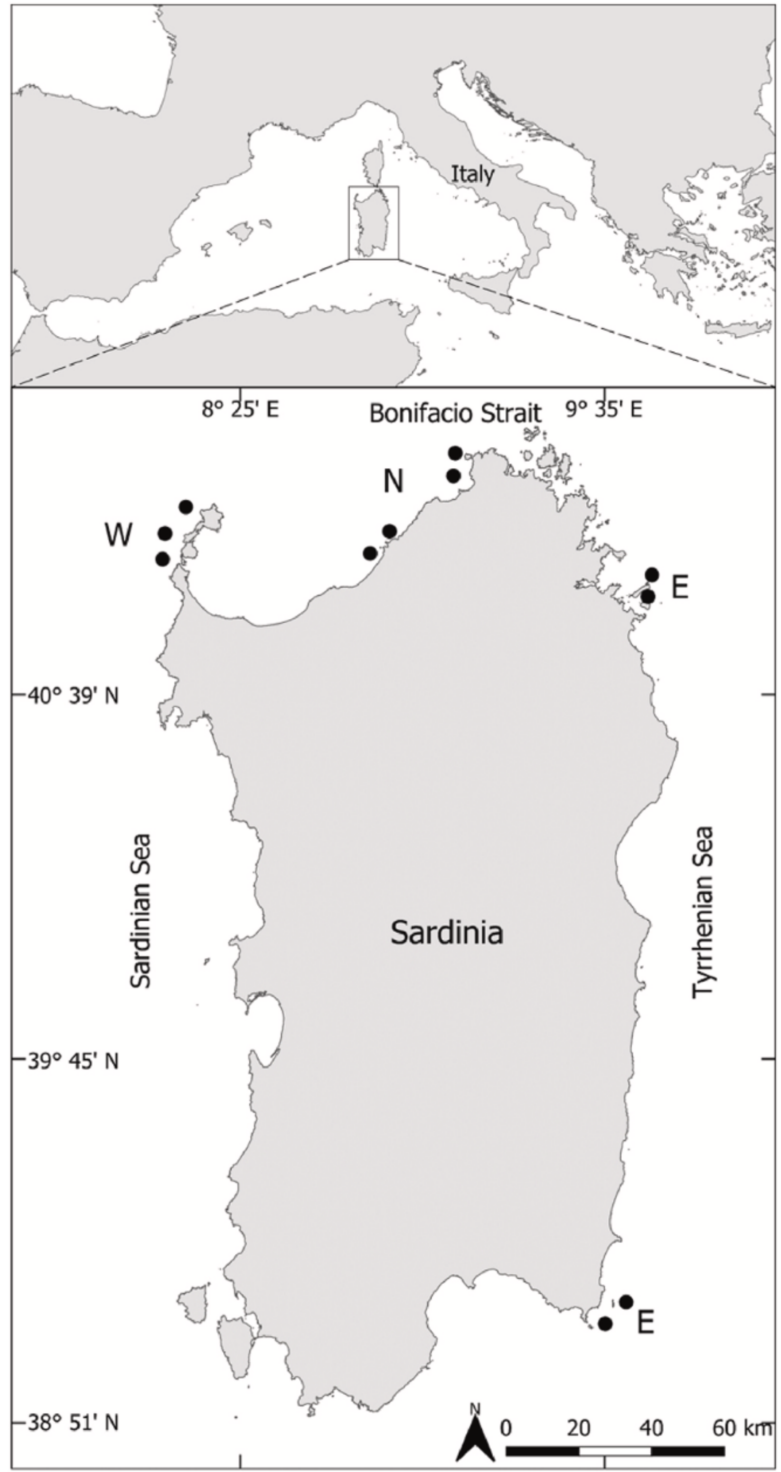 Italy
8° 25' E
Bonifacio Strait
9° 35' E
N
W
E
40° 39' N
Sardinian Sea
Tyrrhenian Sea
Sardinia
39° 45' N
E
38° 51' N
N
0 20 40 60 km